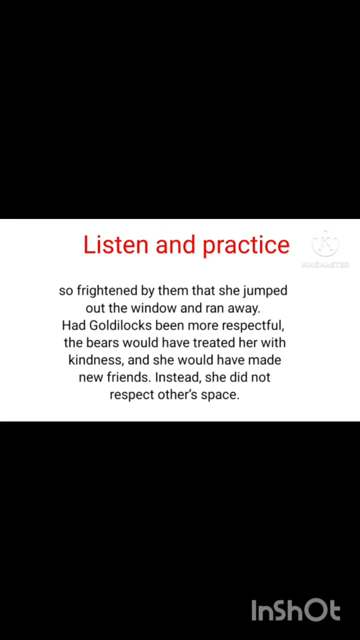 Listen and practice
KINEMASTER
so frightened by them that she jumped
out the window and ran away.
Had Goldilocks been more respectful,
the bears would have treated her with
kindness, and she would have made
new friends. Instead, she did not
respect other's space.
InShOt